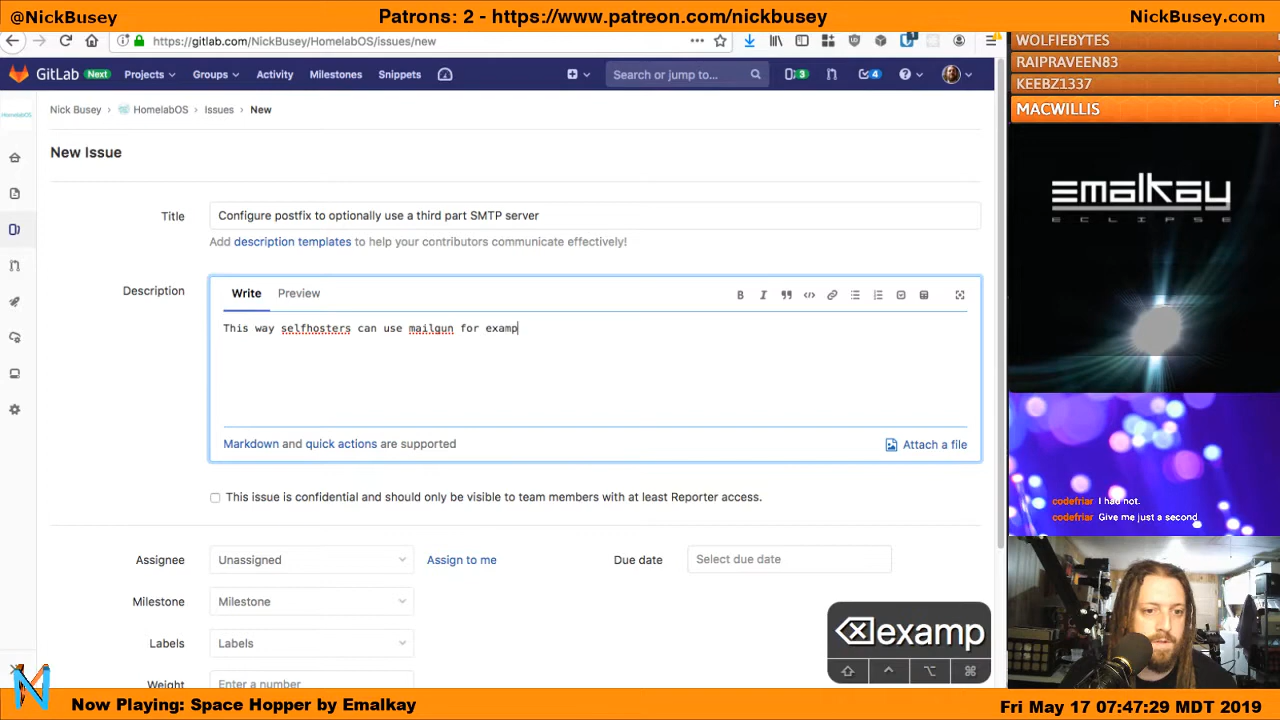 @NickBusey
Patrons: 2 - https://www.patreon.com/nickbusey
NickBusey.com
https://gitlab.com/NickBusey/HomelabOS/issues/new
WOLFIEBYTES
RAIPRAVEEN83
KEEBZ1337
MACWILLIS
GitLab
Next
Projects
Groups
Activity
Milestones
Snippets
Search or jump to...
3
4
HomelabOS
Nick Busey > HomelabOS > Issues > New
New Issue
Title
Configure postfix to optionally use a third part SMTP server
Add description templates to help your contributors communicate effectively!
Description
Write
Preview
This way selfhosters can use mailgun for examp
Markdown and quick actions are supported
Attach a file
This issue is confidential and should only be visible to team members with at least Reporter access.
Assignee
Unassigned
Assign to me
Due date
Select due date
Milestone
Milestone
Labels
Labels
Weight
Enter a number
EMALKAY
ECLIPSE
codefriar I had not.
codefriar Give me just a second
examp
Now Playing: Space Hopper by Emalkay
Fri May 17 07:47:29 MDT 2019